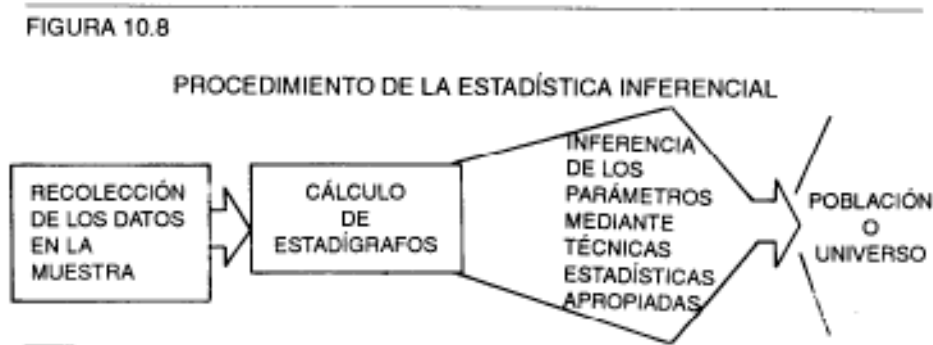 FIGURA 10.8
PROCEDIMIENTO DE LA ESTADÍSTICA INFERENCIAL
RECOLECCIÓN
DE LOS DATOS
EN LA
MUESTRA
CÁLCULO
DE
ESTADÍGRAFOS
INFERENCIA
DE LOS
PARÁMETROS
MEDIANTE
TÉCNICAS
ESTADÍSTICAS
APROPIADAS
POBLACIÓN
O
UNIVERSO